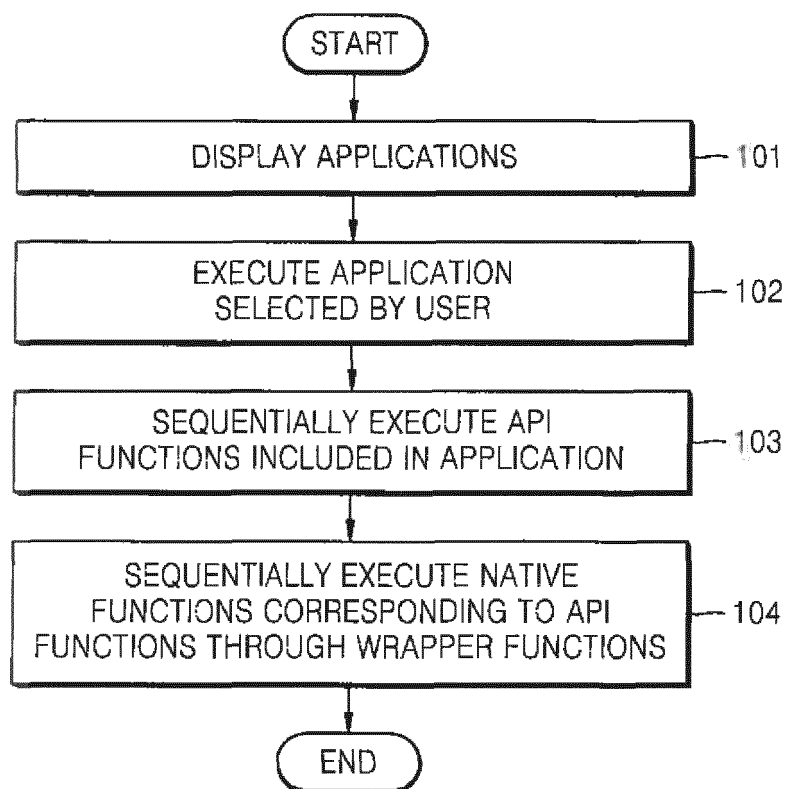 START
DISPLAY APPLICATIONS
101
EXECUTE APPLICATION
SELECTED BY USER
102
SEQUENTIALLY EXECUTE API
FUNCTIONS INCLUDED IN APPLICATION
103
SEQUENTIALLY EXECUTE NATIVE
FUNCTIONS CORRESPONDING TO API
FUNCTIONS THROUGH WRAPPER FUNCTIONS
104
END